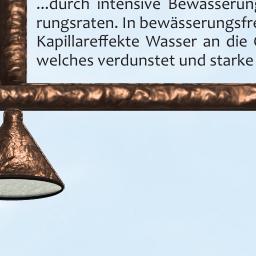 ...durch intensive Bewässerung
rungsraten. In bewässerungsfre
Kapillareffekte Wasser an die
welches verdunstet und starke